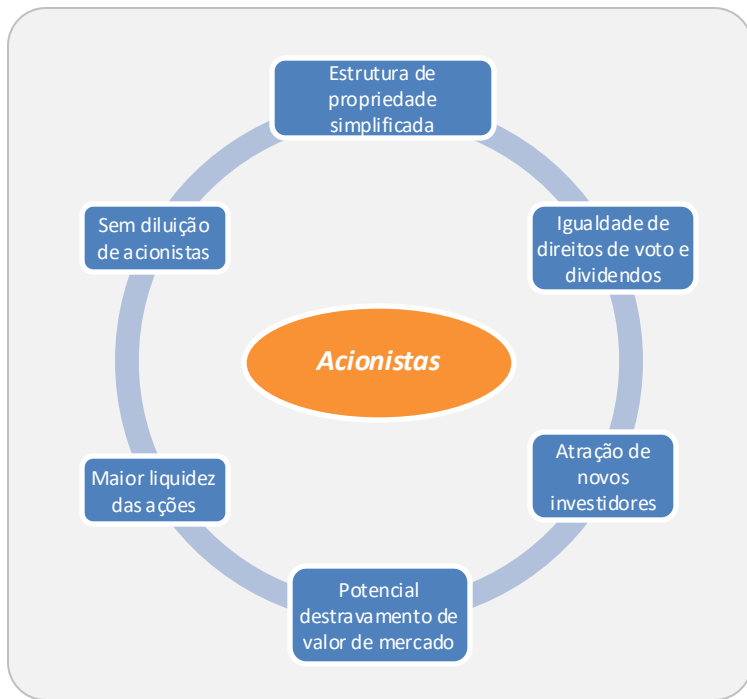 Estrutura de
propriedade
simplificada
Igualdade de
direitos de voto e
dividendos
Atração de
novos
investidores
Potencial
destravamento de
valor de mercado
Maior liquidez
das ações
Sem diluição
de acionistas
Acionistas